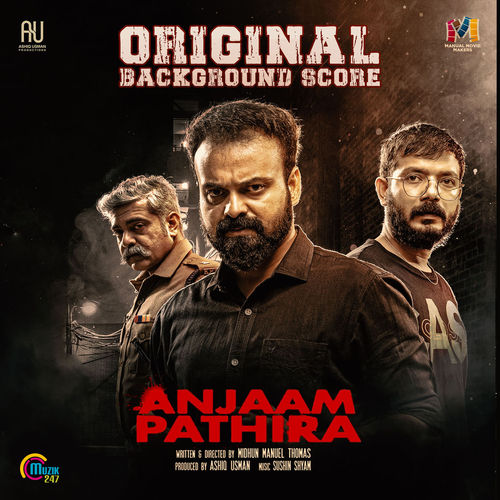 AU
ASHIQ USMAN
PRODUCTIONS
ORIGINAL
BACKGROUND SCORE
MANUAL MOVIE
MAKERS
AS
ANJAAM
PATHIRA
WRITTEN & DIRECTED BY MIDHUN MANUEL THOMAS
PRODUCED BY ASHIQ USMAN MUSIC SUSHIN SHYAM
MUZIK
247